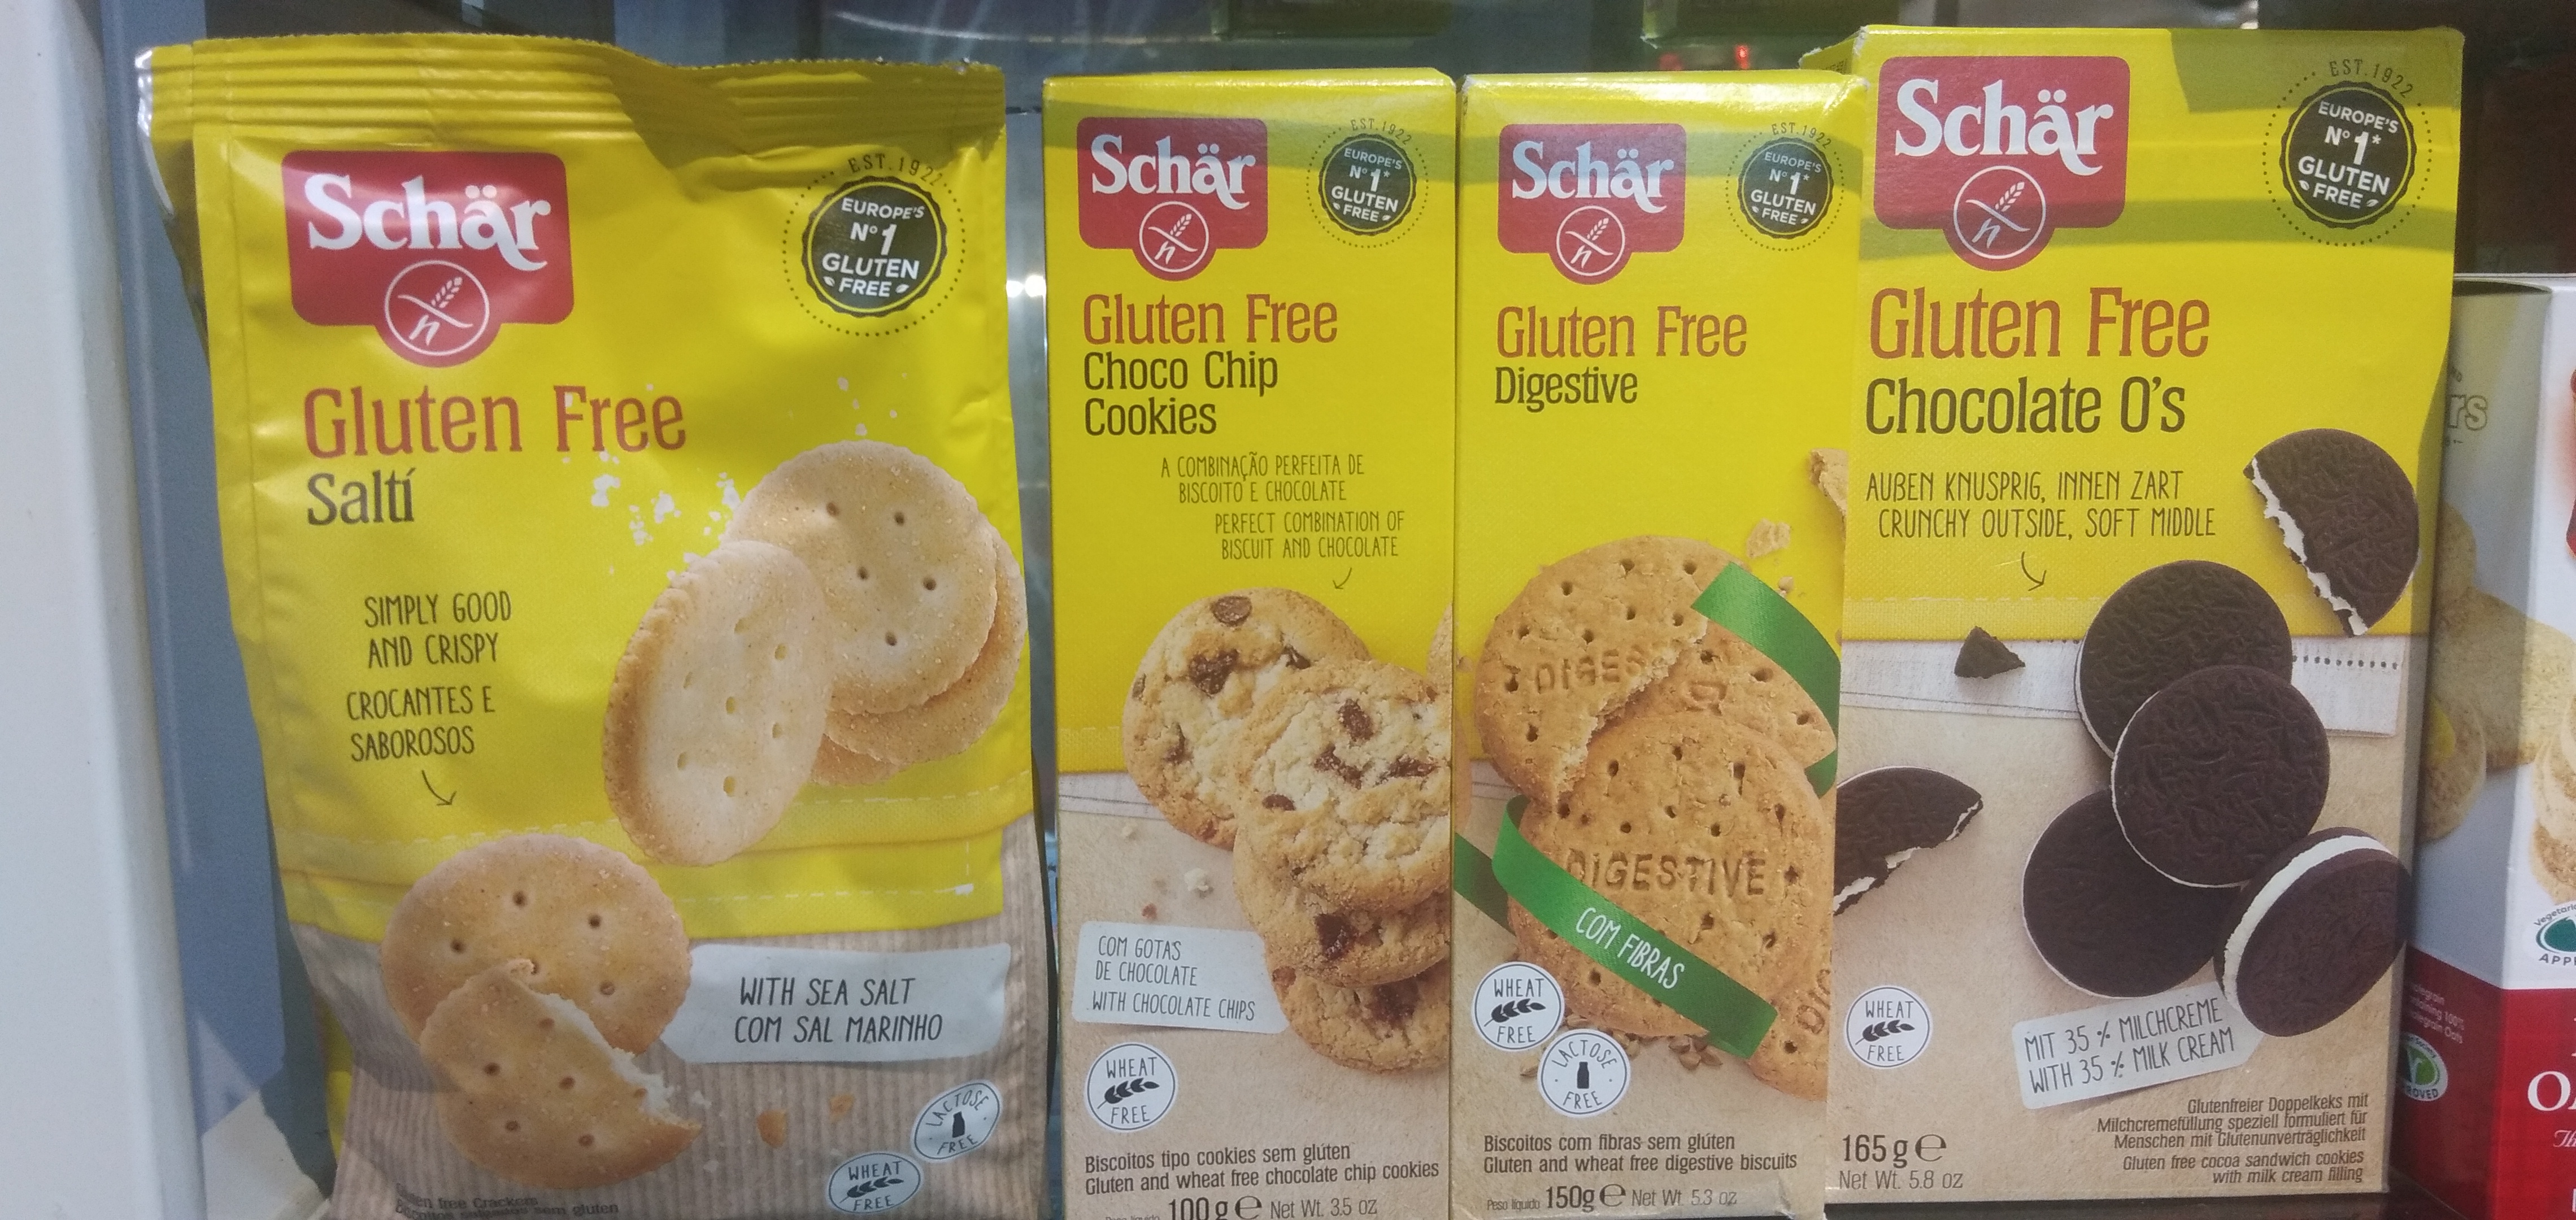 Schär
EST.1922
EUROPE'S
Nº1
GLUTEN
FREE
Gluten Free
Saltí
SIMPLY GOOD
AND CRISPY
CROCANTES E
SABOROSOS
WITH SEA SALT
COM SAL MARINHO
LACTOSE
FREE
WHEAT
FREE
free Crackers
sem gluten
Schär
EST.1922
EUROPE'S
Nº1*
GLUTEN
FREE
Gluten Free
Choco Chip
Cookies
A COMBINAÇÃO PERFEITA DE
BISCOITO E CHOCOLATE
PERFECT COMBINATION OF
BISCUIT AND CHOCOLATE
COM GOTAS
DE CHOCOLATE
WITH CHOCOLATE CHIPS
WHEAT
FREE
Biscoitos tipo cookies sem glúten
Gluten and wheat free chocolate chip cookies
100 g e Net Wt. 3.5 oz
Schär
EST.1922
EUROPE'S
Nº1*
GLUTEN
FREE
Gluten Free
Digestive
DIGES
DIGESTIVE
COM FIBRAS
WHEAT
FREE
LACTOSE
FREE
Biscoitos com fibras sem glúten
Gluten and wheat free digestive biscuits
Peso líquido 150g e Net Wt. 5.3 oz
Schär
EST.1922
EUROPE'S
Nº1*
GLUTEN
FREE
Gluten Free
Chocolate O's
AUßEN KNUSPRIG, INNEN ZART
CRUNCHY OUTSIDE, SOFT MIDDLE
WHEAT
FREE
MIT 35 % MILCHCREME
WITH 35 % MILK CREAM
165 g e
Net Wt. 5.8 oz
Glutenfreier Doppelkeks mit
Milchcremefüllung speziell formuliert für
Menschen mit Glutenunverträglichkeit
Gluten free cocoa sandwich cookies
with milk cream filling